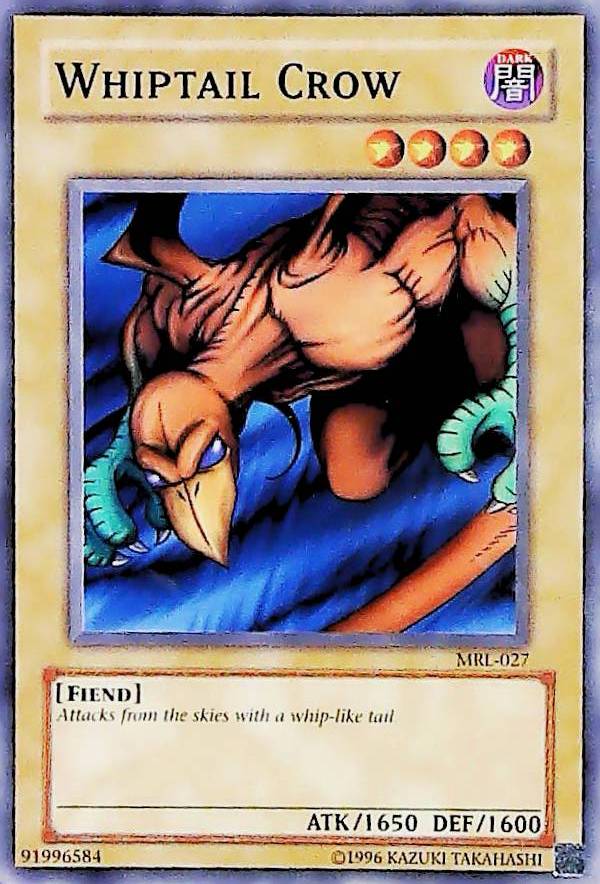 WHIPTAIL CROW
DARK
闇
MRL-027
[FIEND]
Attacks from the skies with a whip-like tail
ATK/1650 DEF/1600
91996584
©1996 KAZUKI TAKAHASHI